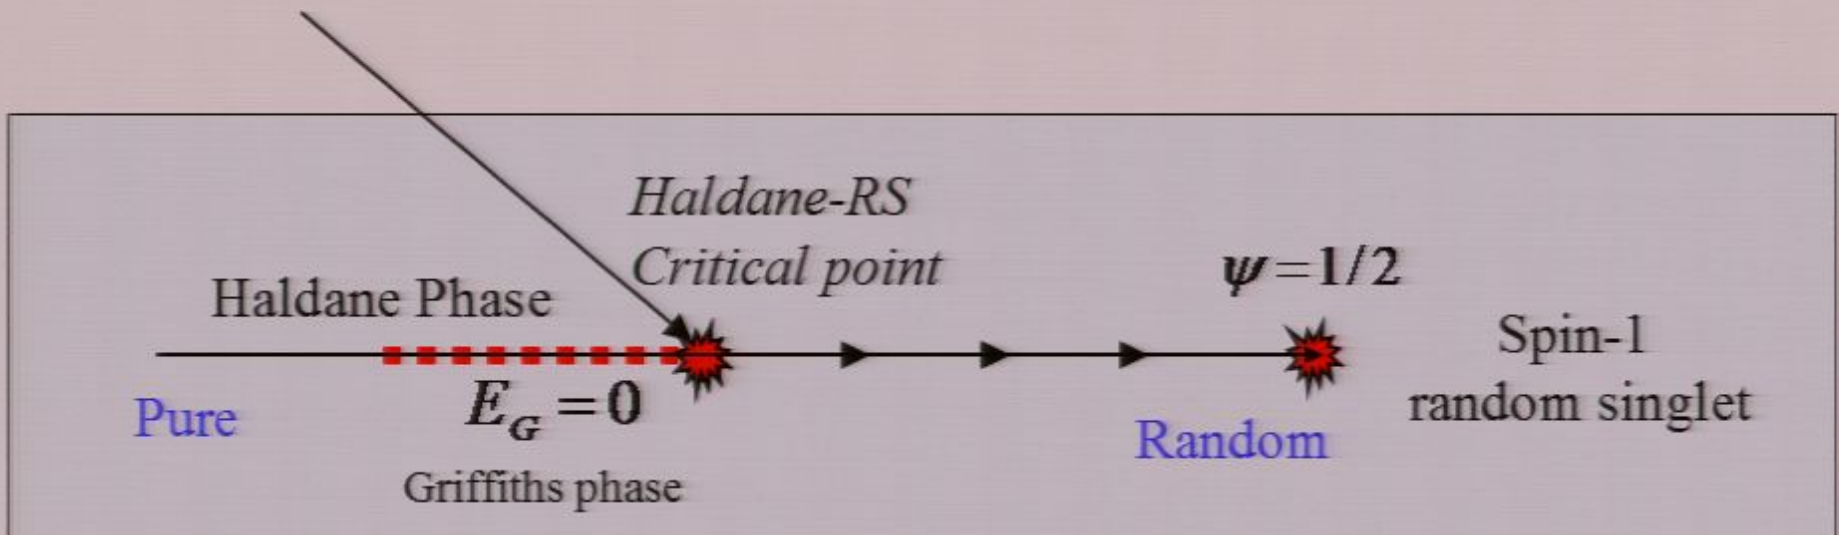 Haldane-RS
Critical point
ψ=1/2
Haldane Phase
Spin-1
random singlet
E_G=0
Pure
Random
Griffiths phase